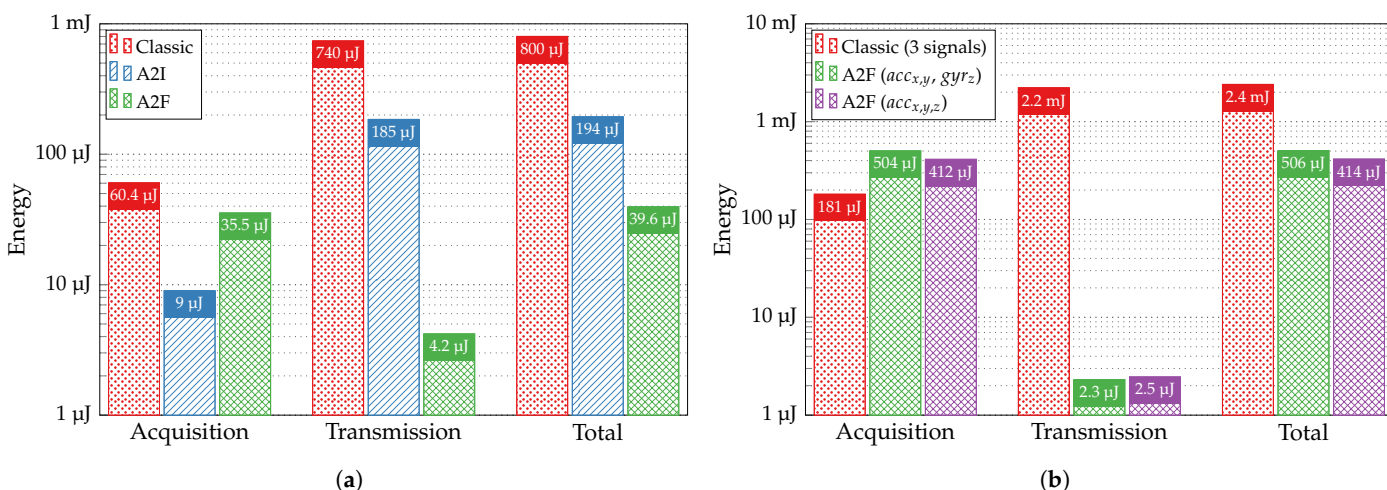 1 mJ
100 µJ
10 µJ
1 µJ
Energy
Classic
A2I
A2F
60.4 µJ
9 µJ
35.5 µJ
740 µJ
185 µJ
4.2 µJ
800 µJ
194 µJ
39.6 µJ
Acquisition
Transmission
Total
(a)
10 mJ
1 mJ
100 µJ
10 µJ
1 µJ
Energy
Classic (3 signals)
A2F (acc_{x,y}, gyr_z)
A2F (acc_{x,y,z})
181 µJ
504 µJ
412 µJ
2.2 mJ
2.3 µJ
2.5 µJ
2.4 mJ
506 µJ
414 µJ
Acquisition
Transmission
Total
(b)